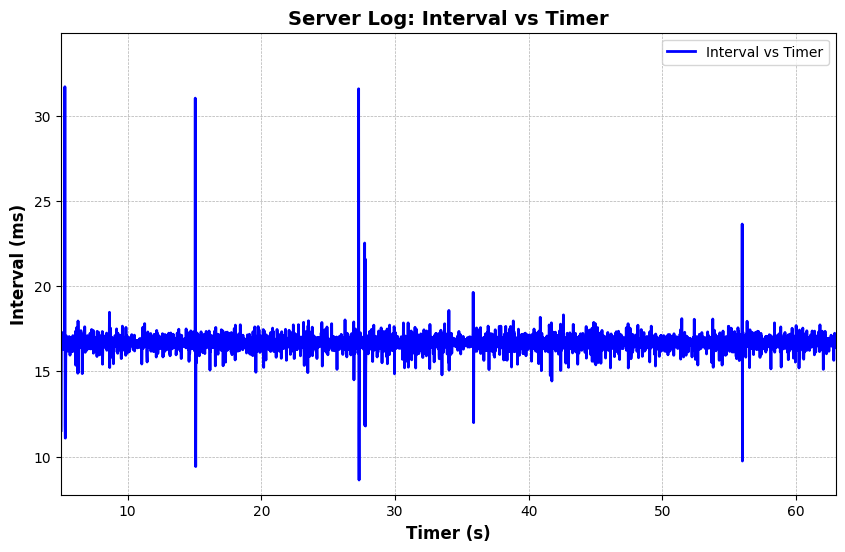 Server Log: Interval vs Timer
Interval vs Timer
Interval (ms)
30
25
20
15
10
10 20 30 40 50 60
Timer (s)